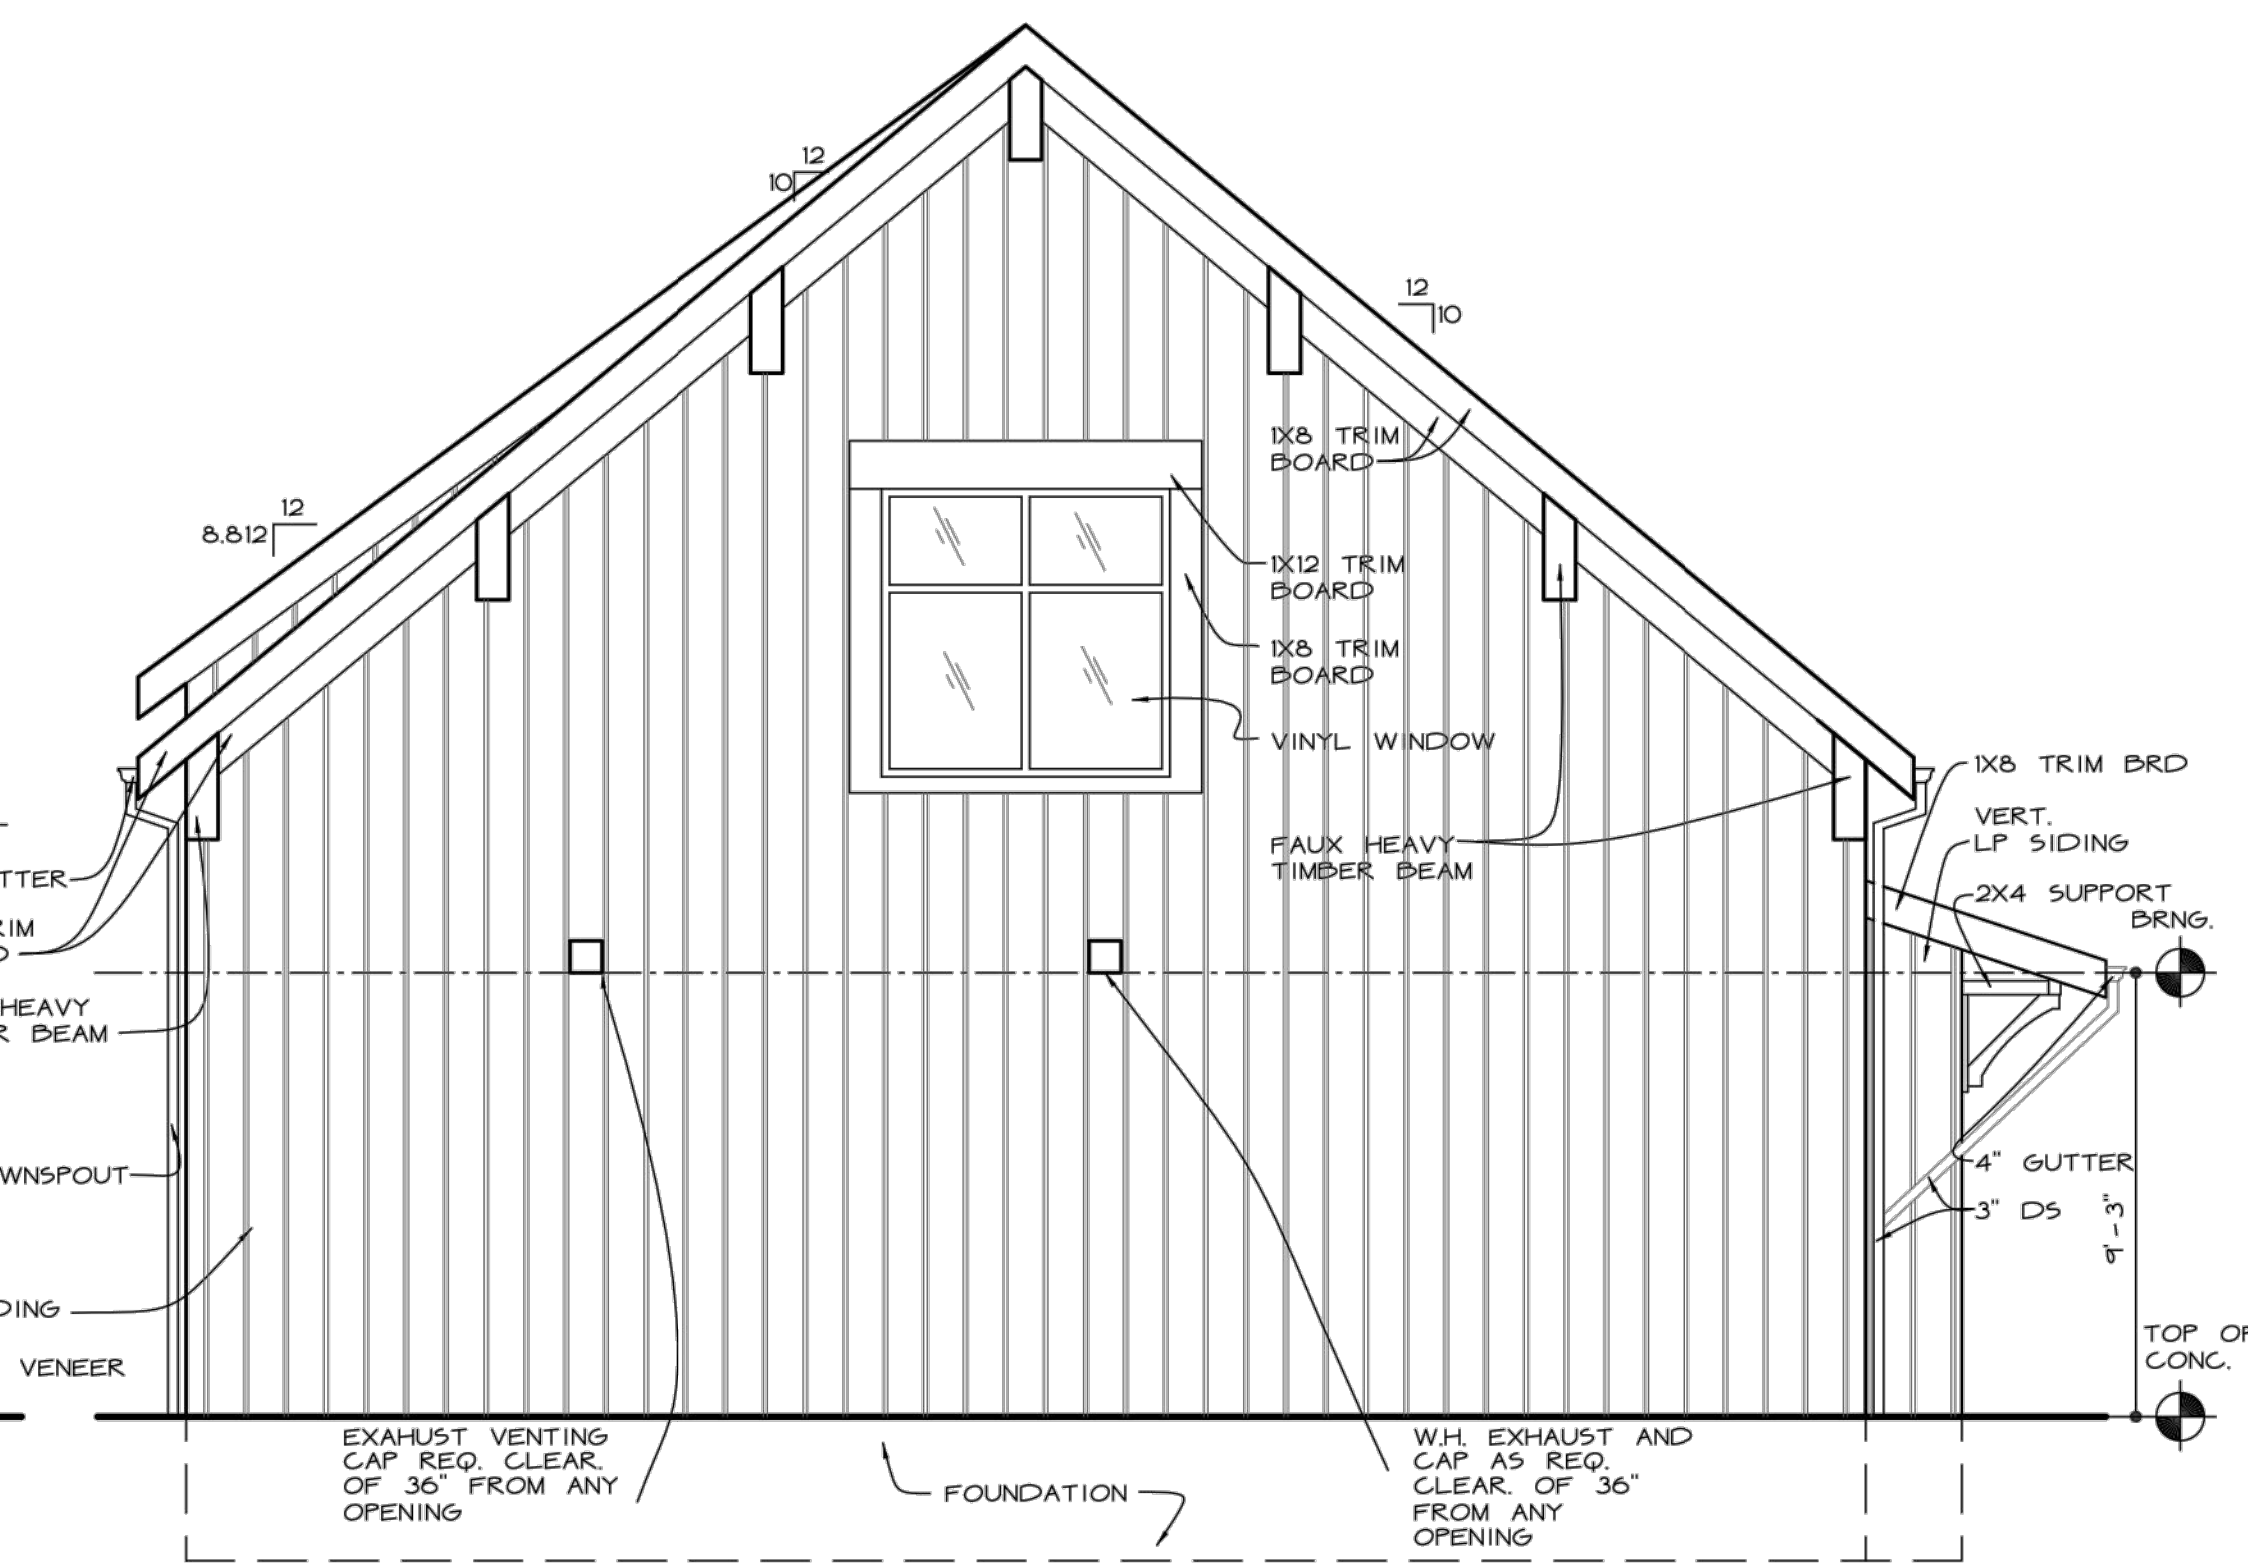 12
10
12
10
12
8.812
1X8 TRIM
BOARD
1X12 TRIM
BOARD
1X8 TRIM
BOARD
VINYL WINDOW
FAUX HEAVY
TIMBER BEAM
1X8 TRIM BRD
VERT.
LP SIDING
2X4 SUPPORT
BRNG.
TTER
RIM
HEAVY
BEAM
WNSPOUT
DING
VENEER
4" GUTTER
3" DS
9'-3"
TOP OF
CONC.
EXAHUST VENTING
CAP REQ. CLEAR.
OF 36" FROM ANY
OPENING
FOUNDATION
W.H. EXHAUST AND
CAP AS REQ.
CLEAR. OF 36"
FROM ANY
OPENING